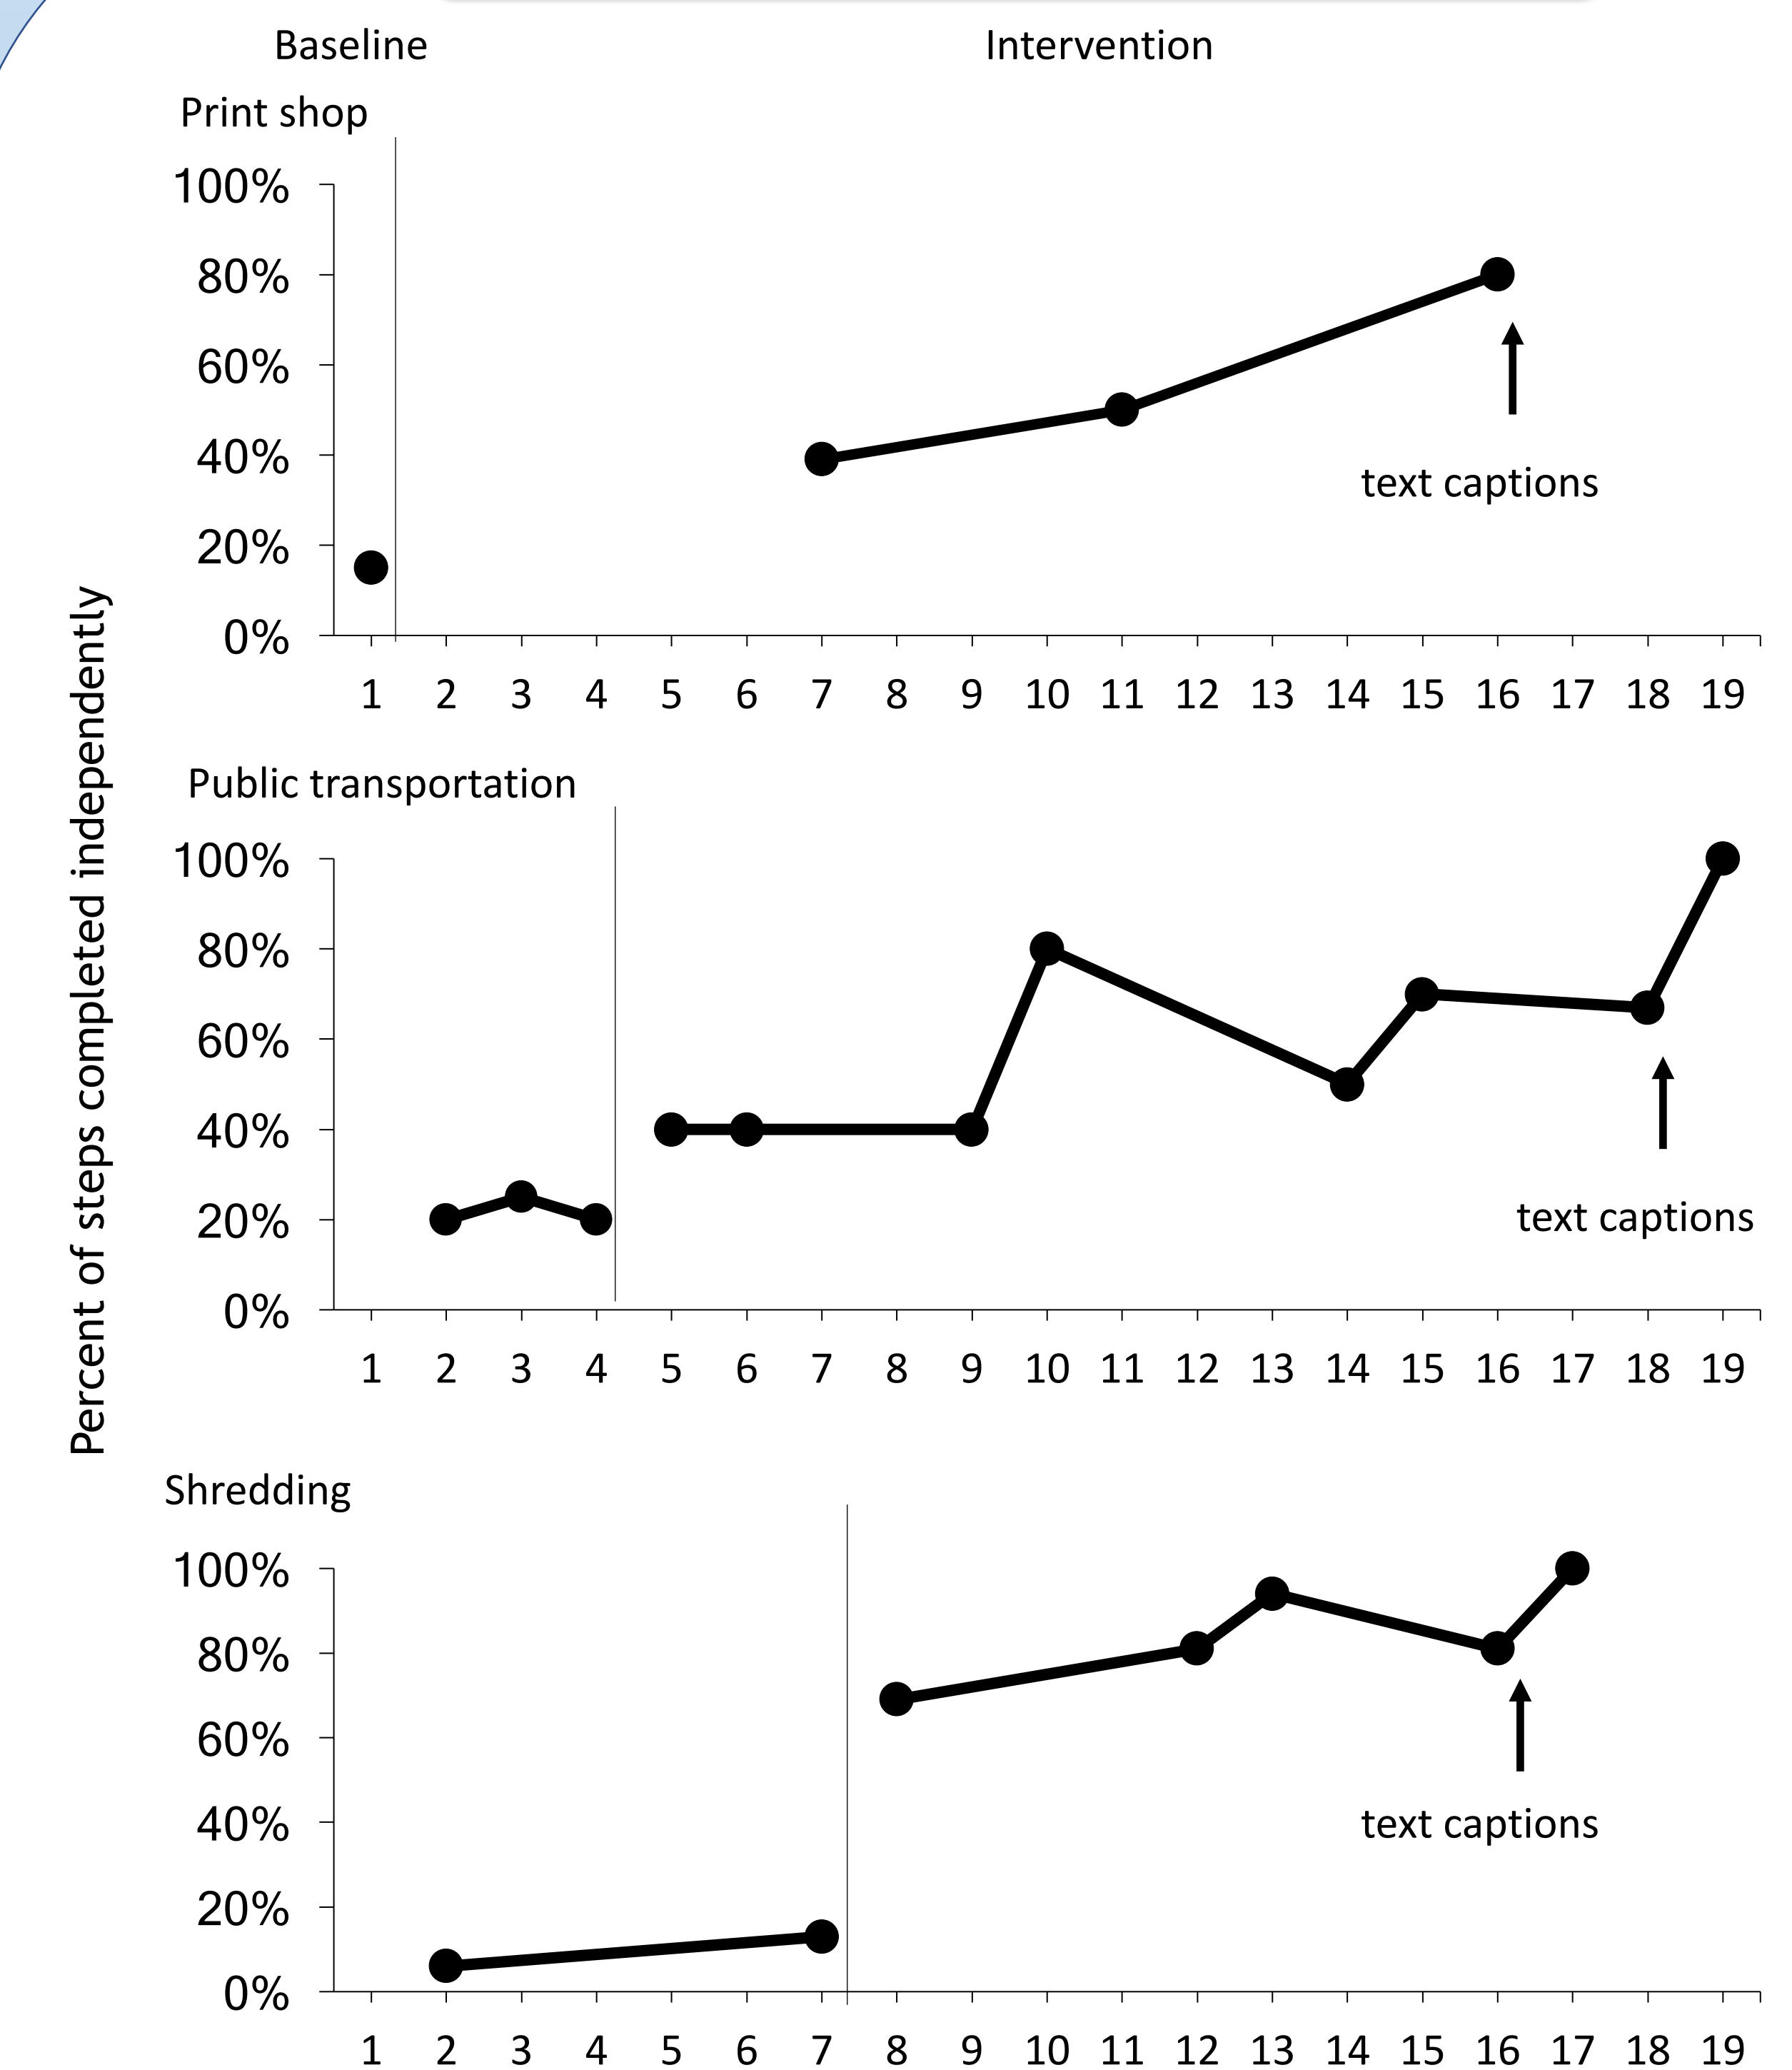 Baseline Intervention
Print shop
100%
80%
60%
40%
20%
0%
text captions
1 2 3 4 5 6 7 8 9 10 11 12 13 14 15 16 17 18 19
Percent of steps completed independently
Public transportation
100%
80%
60%
40%
20%
0%
text captions
1 2 3 4 5 6 7 8 9 10 11 12 13 14 15 16 17 18 19
Shredding
100%
80%
60%
40%
20%
0%
text captions
1 2 3 4 5 6 7 8 9 10 11 12 13 14 15 16 17 18 19